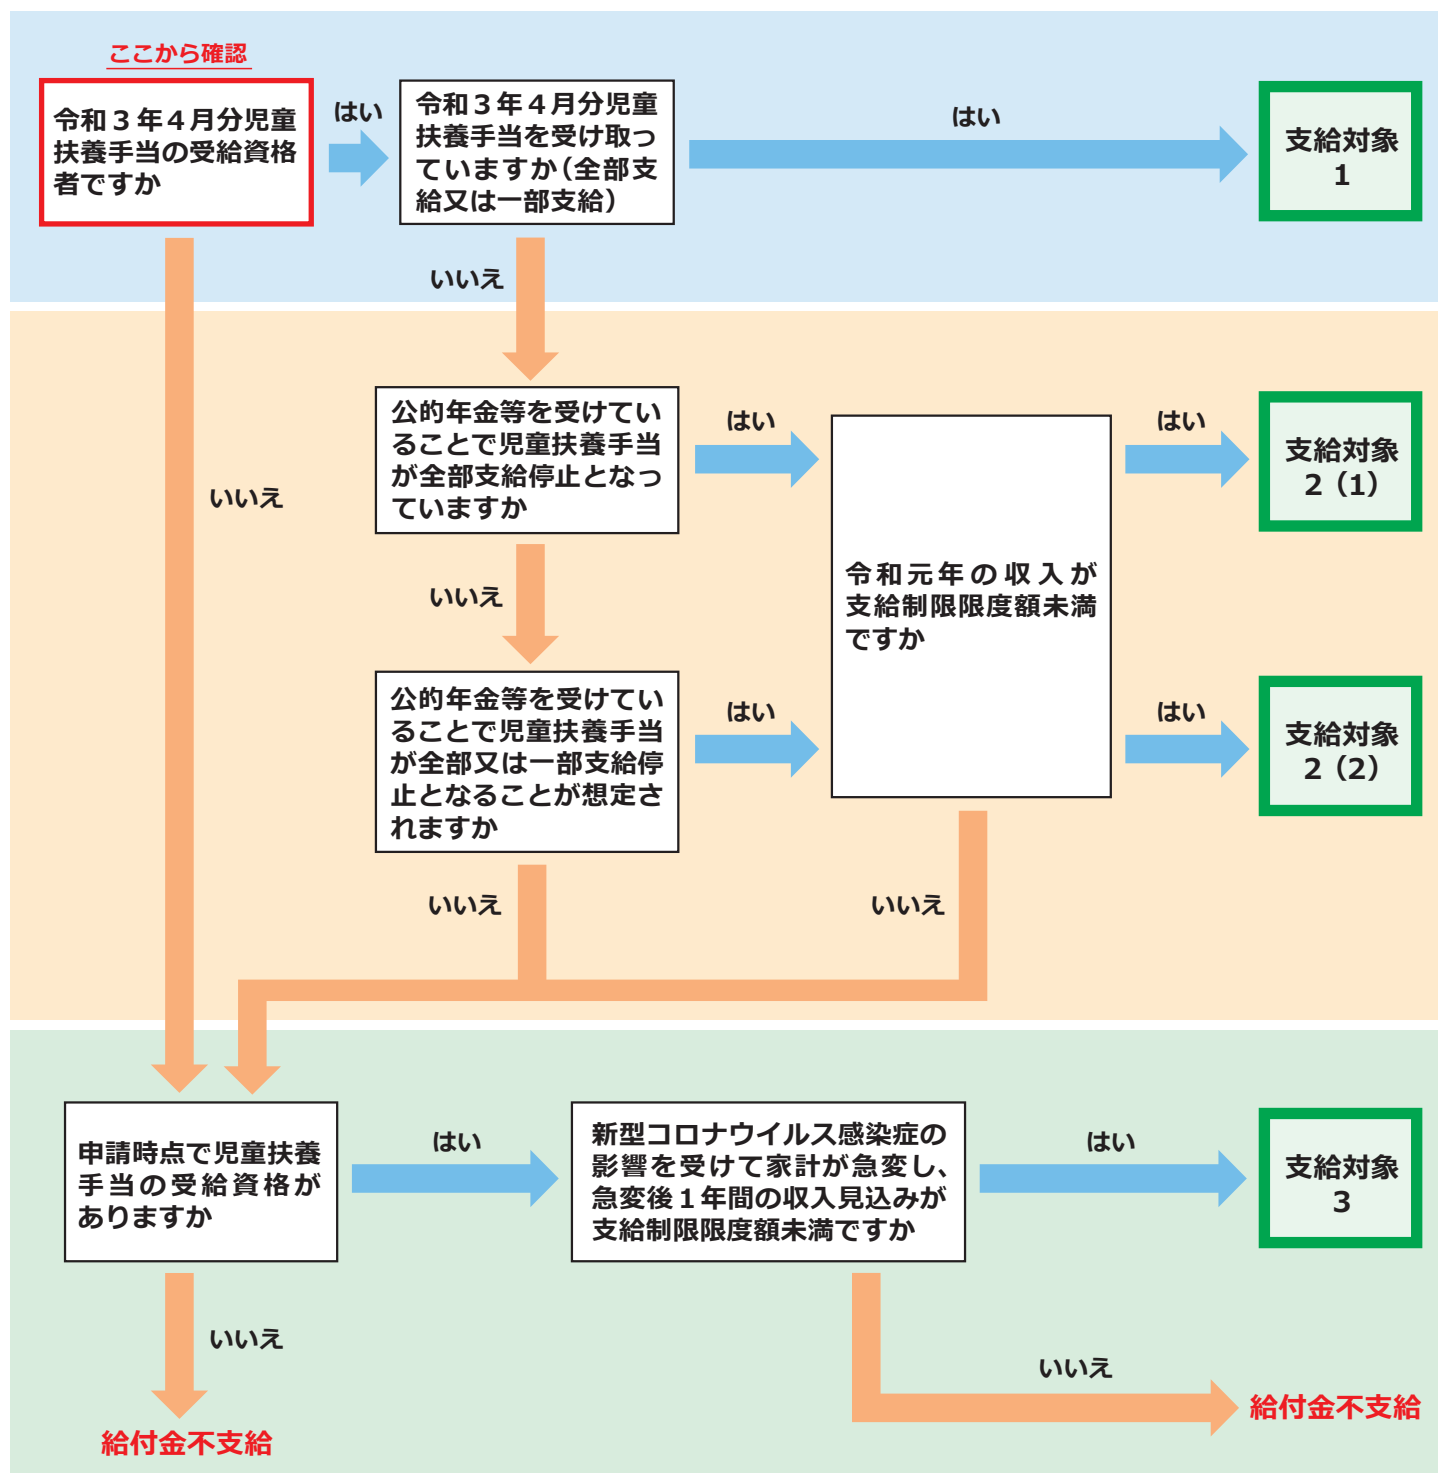 ここから確認
令和３年４月分児童
扶養手当の受給資格
者ですか
はい
令和３年４月分児童
扶養手当を受け取っ
ていますか（全部支
給又は一部支給）
はい
支給対象
1
いいえ
いいえ
公的年金等を受けてい
ることで児童扶養手当
が全部支給停止となっ
ていますか
はい
令和元年の収入が
支給制限限度額未満
ですか
はい
支給対象
2（1）
いいえ
公的年金等を受けてい
ることで児童扶養手当
が全部又は一部支給停
止となることが想定さ
れますか
はい
はい
支給対象
2（2）
いいえ
いいえ
申請時点で児童扶養
手当の受給資格が
ありますか
はい
新型コロナウイルス感染症の
影響を受けて家計が急変し、
急変後１年間の収入見込みが
支給制限限度額未満ですか
はい
支給対象
3
いいえ
給付金不支給
いいえ
給付金不支給